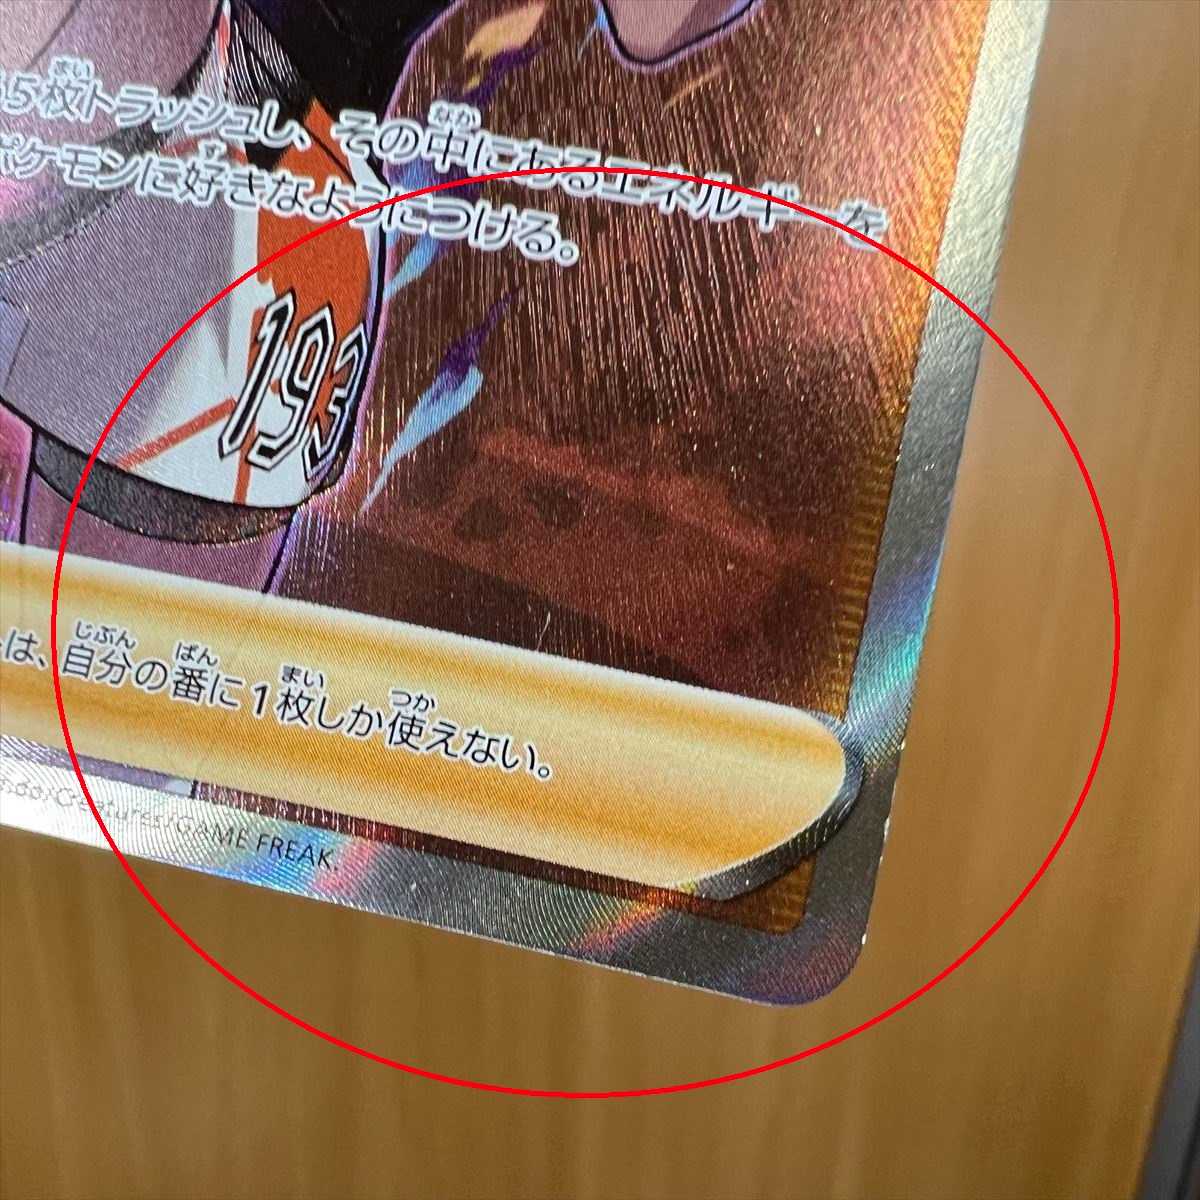 5枚トラッシュし、その中にあるエネルギーを
ポケモンに好きなようにつける。
193
は、自分の番に1枚しか使えない。
/Creatures/GAME FREAK.